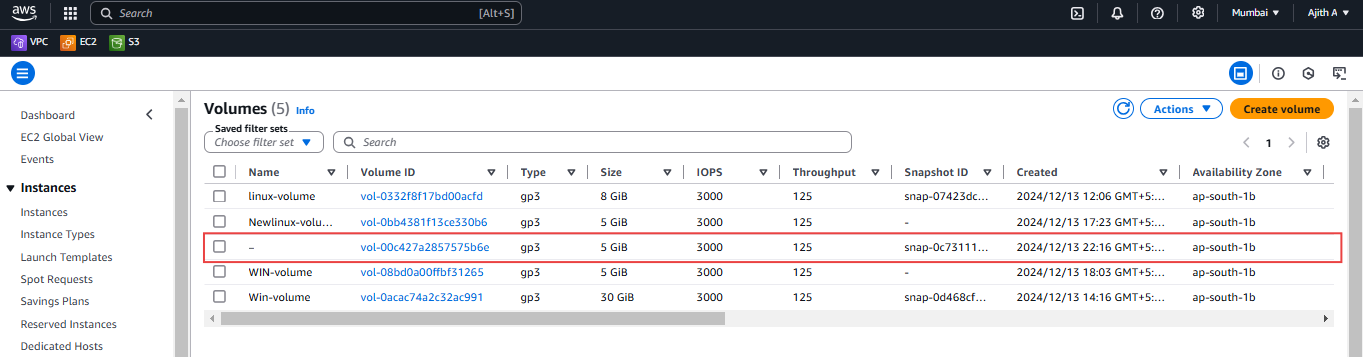 aws Search [Alt+S] Mumbai Ajith A
VPC EC2 S3
Dashboard
EC2 Global View
Events
Instances
Instances
Instance Types
Launch Templates
Spot Requests
Savings Plans
Reserved Instances
Dedicated Hosts
Volumes (5) Info Actions Create volume
Saved filter sets
Choose filter set Search 1
Name Volume ID Type Size IOPS Throughput Snapshot ID Created Availability Zone
linux-volume vol-0332f8f17bd00acfd gp3 8 GiB 3000 125 snap-07423dc... 2024/12/13 12:06 GMT+5:... ap-south-1b
Newlinux-volu... vol-0bb4381f13ce330b6 gp3 5 GiB 3000 125 - 2024/12/13 17:23 GMT+5:... ap-south-1b
– vol-00c427a2857575b6e gp3 5 GiB 3000 125 snap-0c73111... 2024/12/13 22:16 GMT+5:... ap-south-1b
WIN-volume vol-08bd0a00ffbf31265 gp3 5 GiB 3000 125 - 2024/12/13 18:03 GMT+5:... ap-south-1b
Win-volume vol-0acac74a2c32ac991 gp3 30 GiB 3000 125 snap-0d468cf... 2024/12/13 14:16 GMT+5:... ap-south-1b